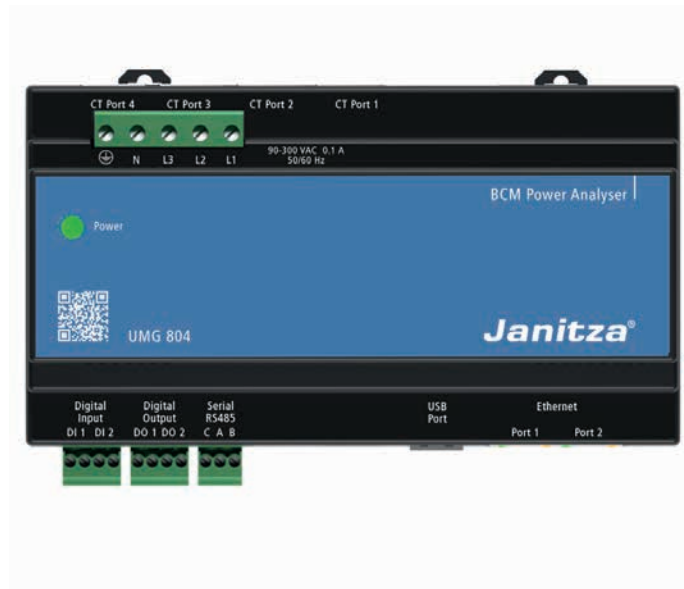 CT Port 4 CT Port 3 CT Port 2 CT Port 1
N L3 L2 L1
90-300 VAC 0,1 A
50/60 Hz
BCM Power Analyser
Power
UMG 804
Janitza®
Digital Input
DI 1 DI 2
Digital Output
DO 1 DO 2
Serial RS485
C A B
USB Port
Ethernet
Port 1 Port 2